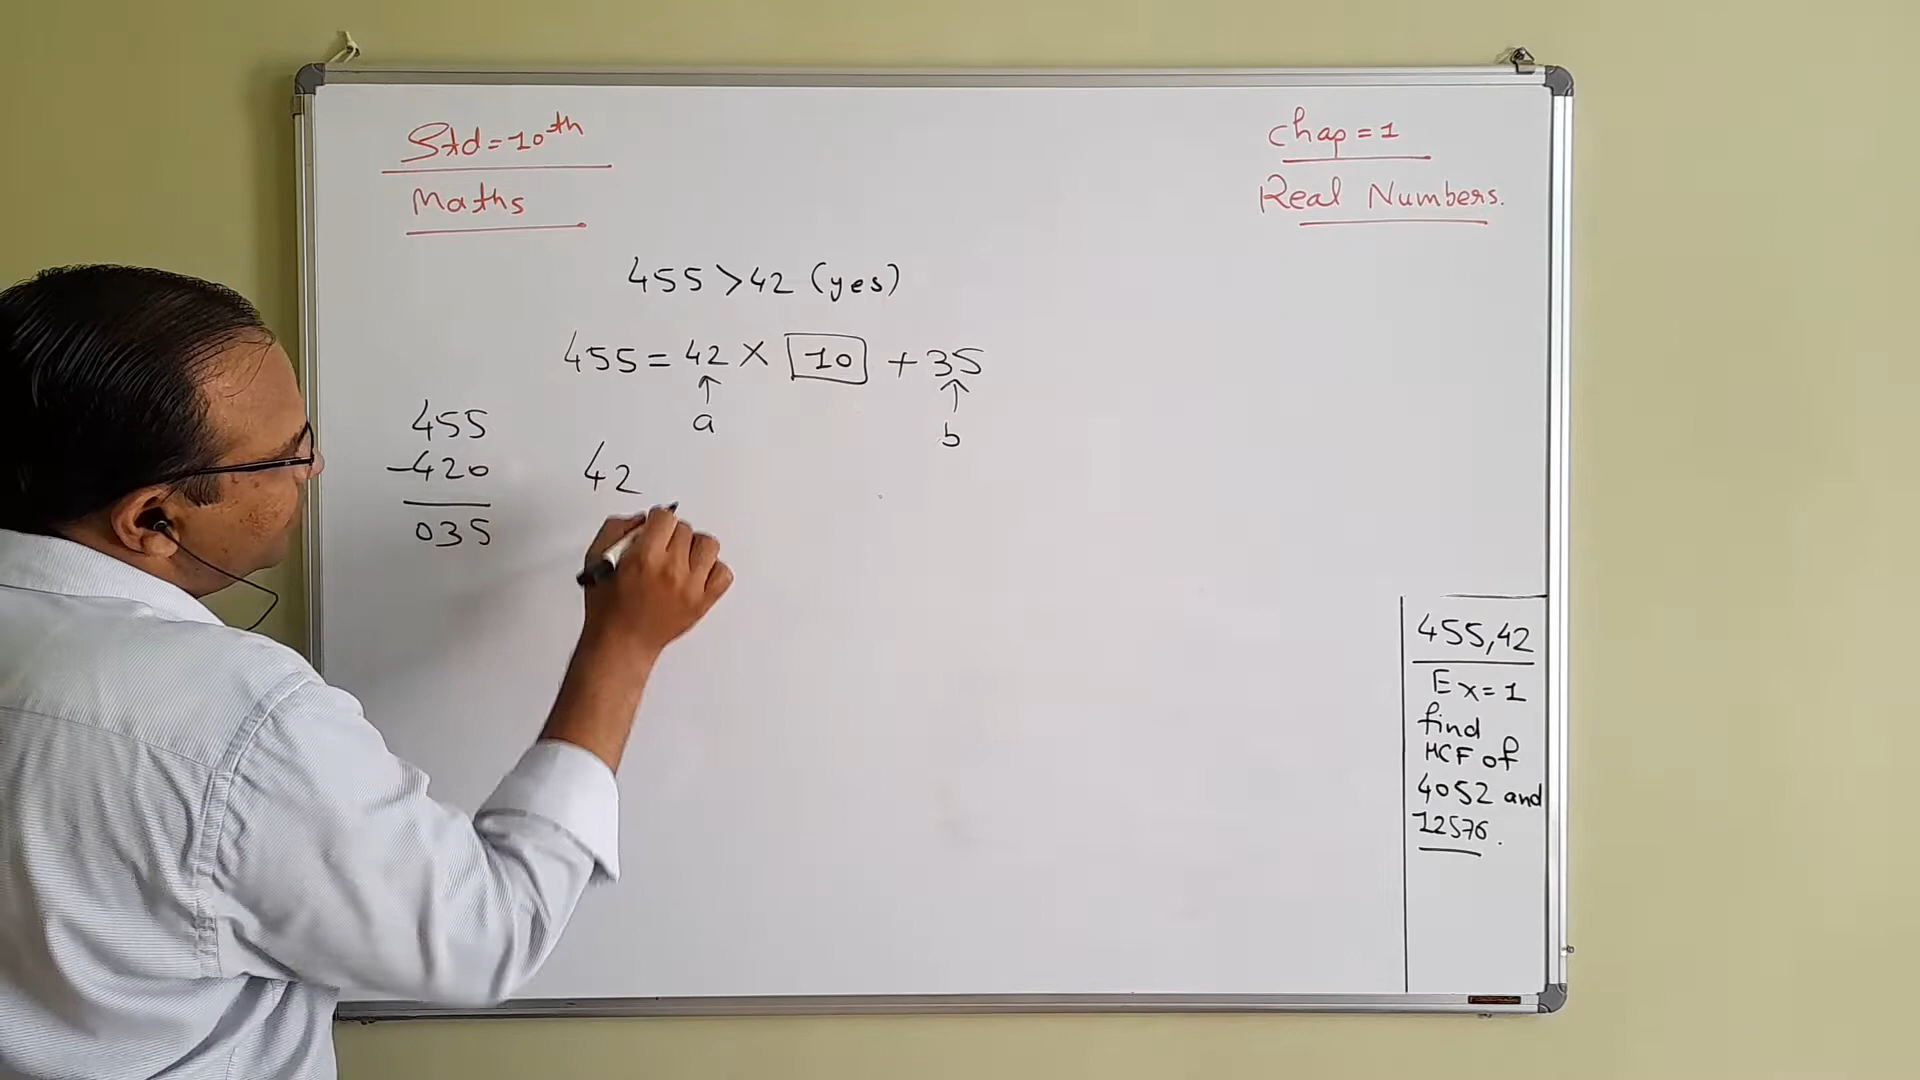 Std=10th
Maths
Chap=1
Real Numbers.
455>42 (yes)
455=42× 10 +35
a
b
455
-420
035
42
455,42
Ex=1
find
HCF of
4052 and
12576.